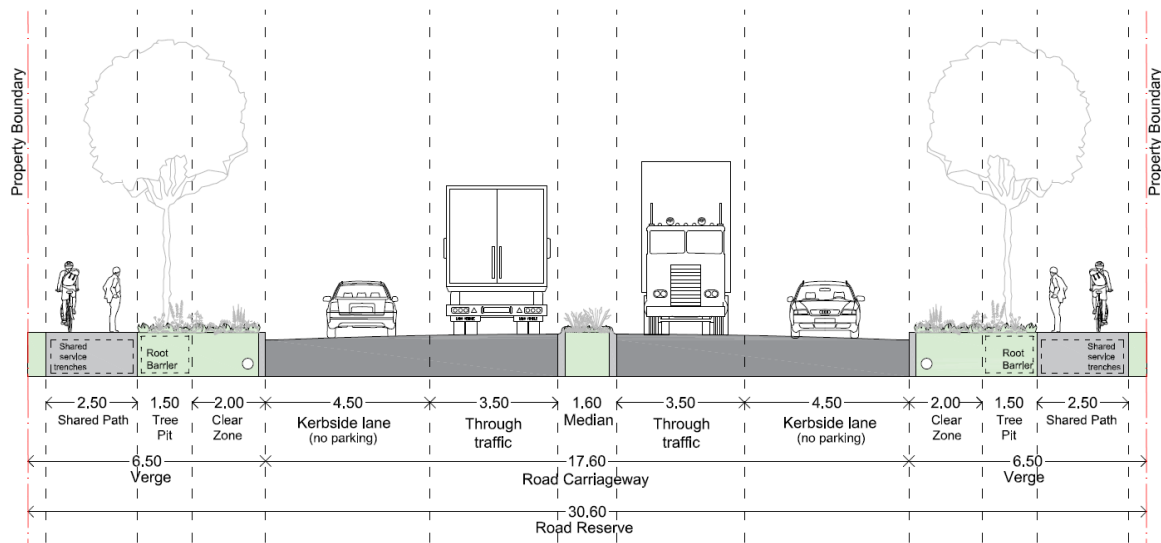 Property Boundary
Property Boundary
Shared
service
trenches
Root
Barrier
Root
Barrier
Shared
service
trenches
2,50
Shared Path
1,50
Tree
Pit
2,00
Clear
Zone
4,50
Kerbside lane
(no parking)
3,50
Through
traffic
1.60
Median
3,50
Through
traffic
4,50
Kerbside lane
(no parking)
2,00
Clear
Zone
1,50
Tree
Pit
2,50
Shared Path
6,50
Verge
17,60
Road Carriageway
6,50
Verge
30,60
Road Reserve